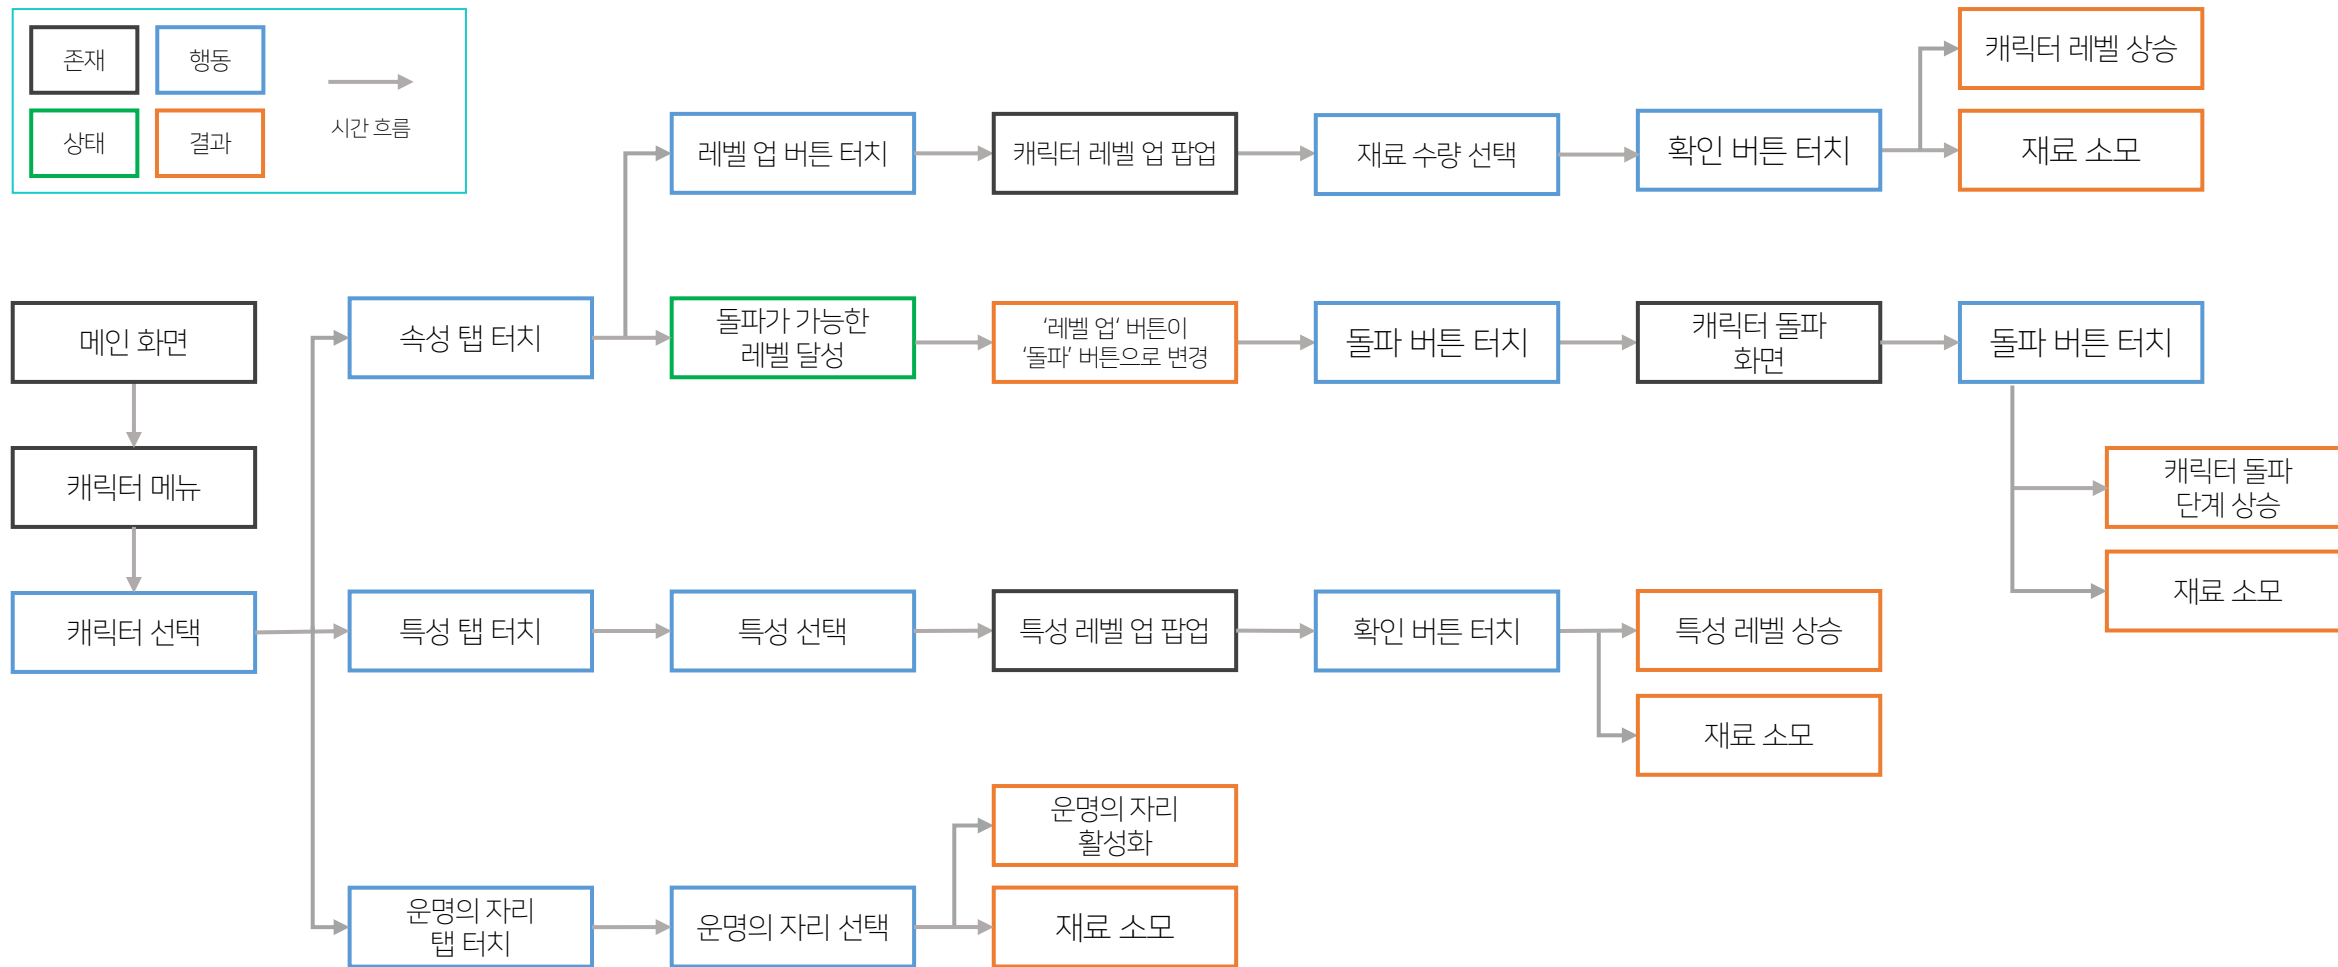 존재
행동
상태
결과
시간 흐름
캐릭터 레벨 상승
레벨 업 버튼 터치
캐릭터 레벨 업 팝업
재료 수량 선택
확인 버튼 터치
재료 소모
메인 화면
속성 탭 터치
돌파가 가능한
레벨 달성
‘레벨 업‘ 버튼이
‘돌파’ 버튼으로 변경
돌파 버튼 터치
캐릭터 돌파
화면
돌파 버튼 터치
캐릭터 메뉴
캐릭터 돌파
단계 상승
재료 소모
캐릭터 선택
특성 탭 터치
특성 선택
특성 레벨 업 팝업
확인 버튼 터치
특성 레벨 상승
재료 소모
운명의 자리
활성화
운명의 자리
탭 터치
운명의 자리 선택
재료 소모